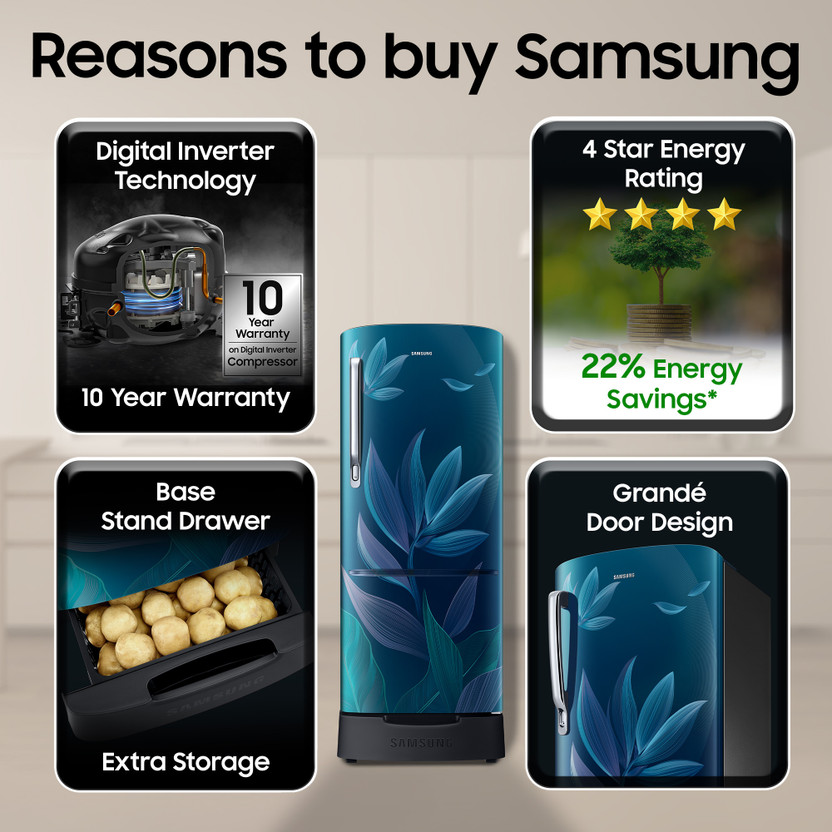 Reasons to buy Samsung
Digital Inverter
Technology
10
Year
Warranty
on Digital Inverter
Compressor
10 Year Warranty
4 Star Energy
Rating
22% Energy
Savings*
SAMSUNG
SAMSUNG
Base
Stand Drawer
SAMSUNG
Extra Storage
Grandé
Door Design
SAMSUNG